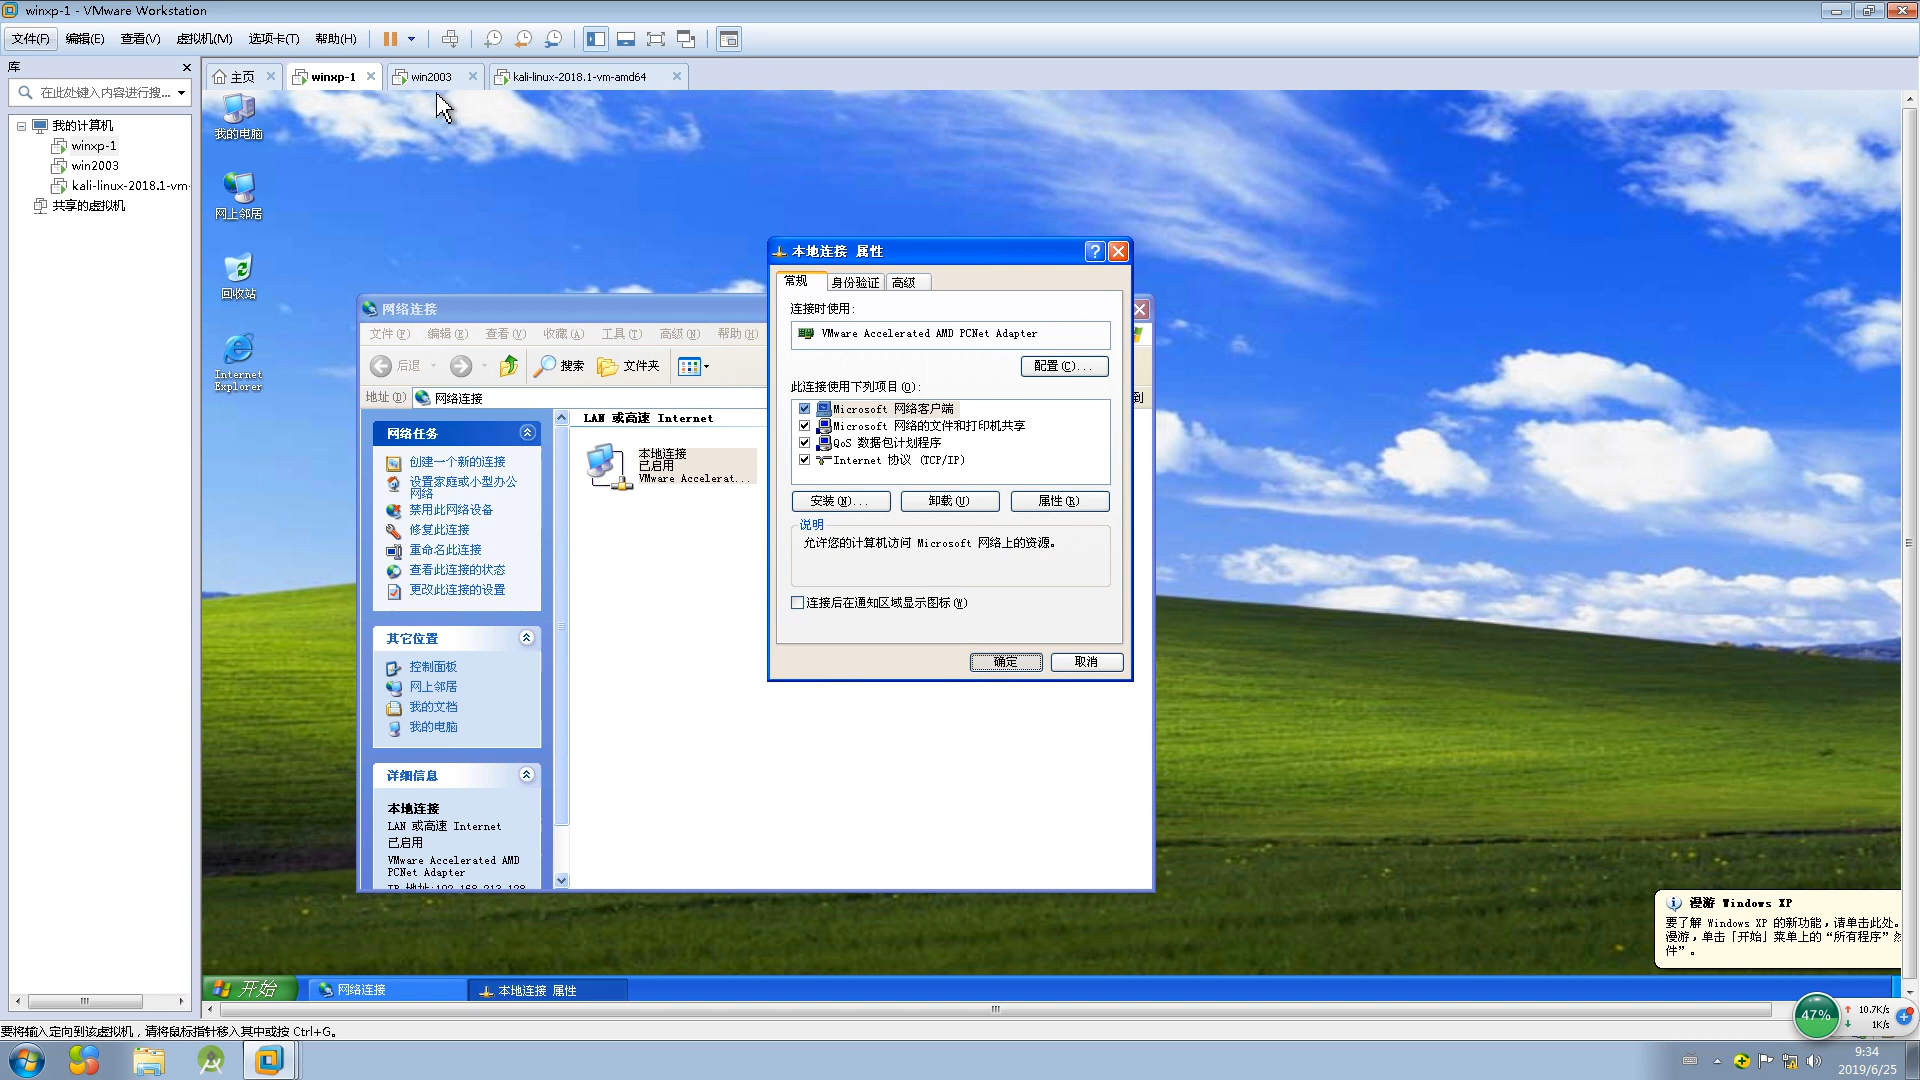 winxp-1 - VMware Workstation
文件(F) 编辑(E) 查看(V) 虚拟机(M) 选项卡(T) 帮助(H)
库
在此处键入内容进行搜...
我的计算机
winxp-1
win2003
kali-linux-2018.1-vm-
共享的虚拟机
主页
winxp-1
win2003
kali-linux-2018.1-vm-amd64
我的电脑
网上邻居
回收站
Internet Explorer
网络连接
文件(F) 编辑(E) 查看(V) 收藏(A) 工具(T) 高级(N) 帮助(H)
后退 搜索 文件夹
地址(D) 网络连接
到
网络任务
创建一个新的连接
设置家庭或小型办公
网络
禁用此网络设备
修复此连接
重命名此连接
查看此连接的状态
更改此连接的设置
其它位置
控制面板
网上邻居
我的文档
我的电脑
详细信息
本地连接
LAN 或高速 Internet
已启用
VMware Accelerated AMD
PCNet Adapter
LAN 或高速 Internet
本地连接
已启用
VMware Accelerat...
本地连接 属性
常规 身份验证 高级
连接时使用:
VMware Accelerated AMD PCNet Adapter
配置(C)...
此连接使用下列项目(O):
Microsoft 网络客户端
Microsoft 网络的文件和打印机共享
QoS 数据包计划程序
Internet 协议 (TCP/IP)
安装(N)... 卸载(U) 属性(R)
说明
允许您的计算机访问 Microsoft 网络上的资源。
连接后在通知区域显示图标(W)
确定 取消
漫游 Windows XP
要了解 Windows XP 的新功能,请单击此处。
漫游,单击「开始」菜单上的“所有程序”
件”。
开始 网络连接 本地连接 属性
要将输入定向到该虚拟机，请将鼠标指针移入其中或按 Ctrl+G。
47%
10.7K/s
1K/s
9:34
2019/6/25